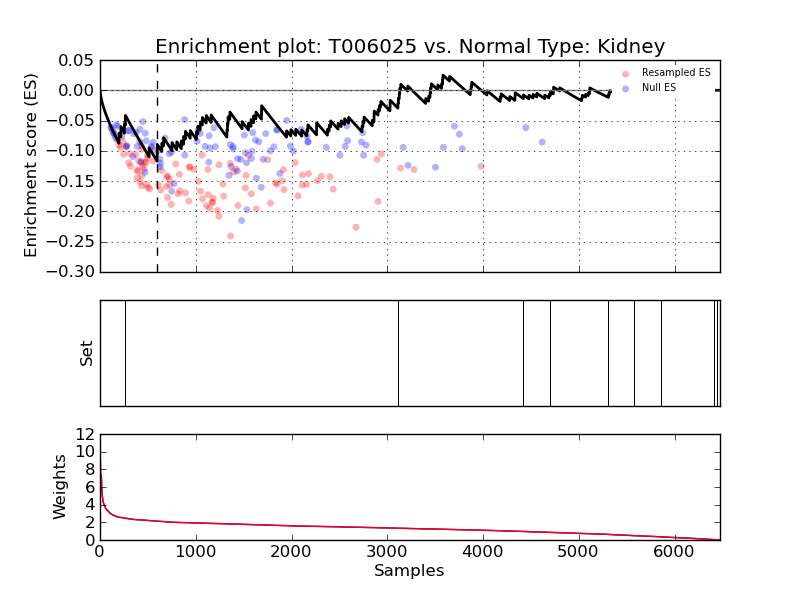 Enrichment plot: T006025 vs. Normal Type: Kidney
Enrichment score (ES)
0.05
0.00
−0.05
−0.10
−0.15
−0.20
−0.25
−0.30
Resampled ES
Null ES
Set
Weights
12
10
8
6
4
2
0
0 1000 2000 3000 4000 5000 6000
Samples